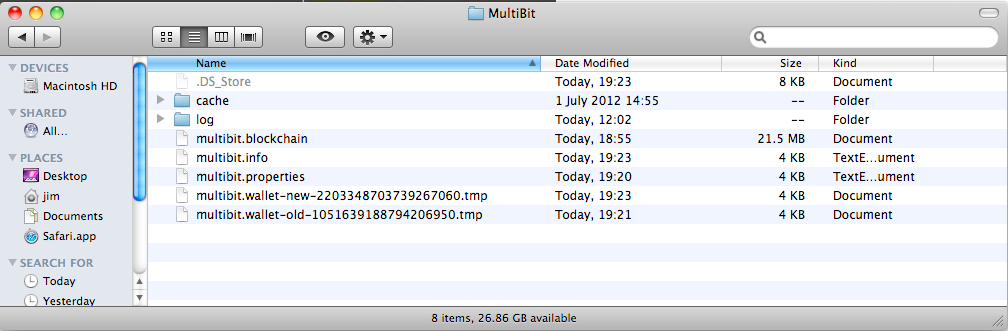 MultiBit
DEVICES
Macintosh HD
SHARED
All...
PLACES
Desktop
jim
Documents
Safari.app
SEARCH FOR
Today
Yesterday
Name Date Modified Size Kind
.DS_Store Today, 19:23 8 KB Document
cache 1 July 2012 14:55 -- Folder
log Today, 12:02 -- Folder
multibit.blockchain Today, 18:55 21.5 MB Document
multibit.info Today, 19:23 4 KB TextE...ument
multibit.properties Today, 19:20 4 KB TextE...ument
multibit.wallet-new-2203348703739267060.tmp Today, 19:23 4 KB Document
multibit.wallet-old-1051639188794206950.tmp Today, 19:21 4 KB Document
8 items, 26.86 GB available